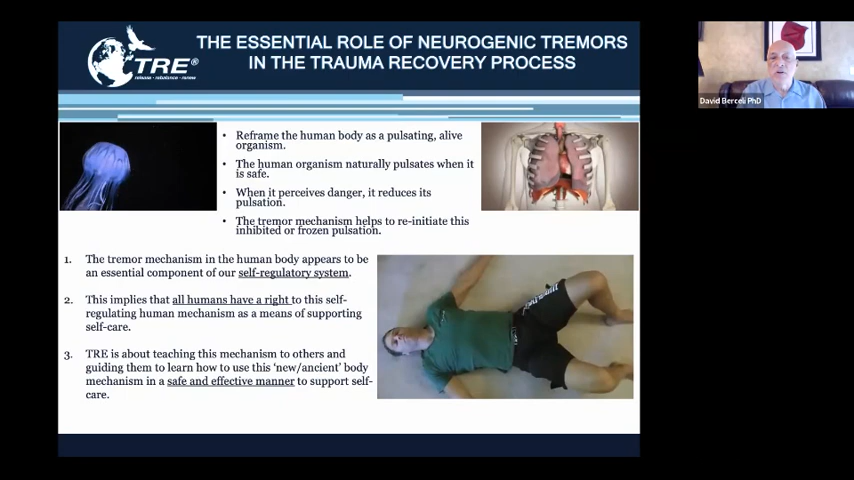 TRE®
release · rebalance · renew
THE ESSENTIAL ROLE OF NEUROGENIC TREMORS
IN THE TRAUMA RECOVERY PROCESS
David Berceli PhD
• Reframe the human body as a pulsating, alive
organism.
• The human organism naturally pulsates when it
is safe.
• When it perceives danger, it reduces its
pulsation.
• The tremor mechanism helps to re-initiate this
inhibited or frozen pulsation.
1. The tremor mechanism in the human body appears to be
an essential component of our self-regulatory system.
2. This implies that all humans have a right to this self-
regulating human mechanism as a means of supporting
self-care.
3. TRE is about teaching this mechanism to others and
guiding them to learn how to use this ‘new/ancient’ body
mechanism in a safe and effective manner to support self-
care.